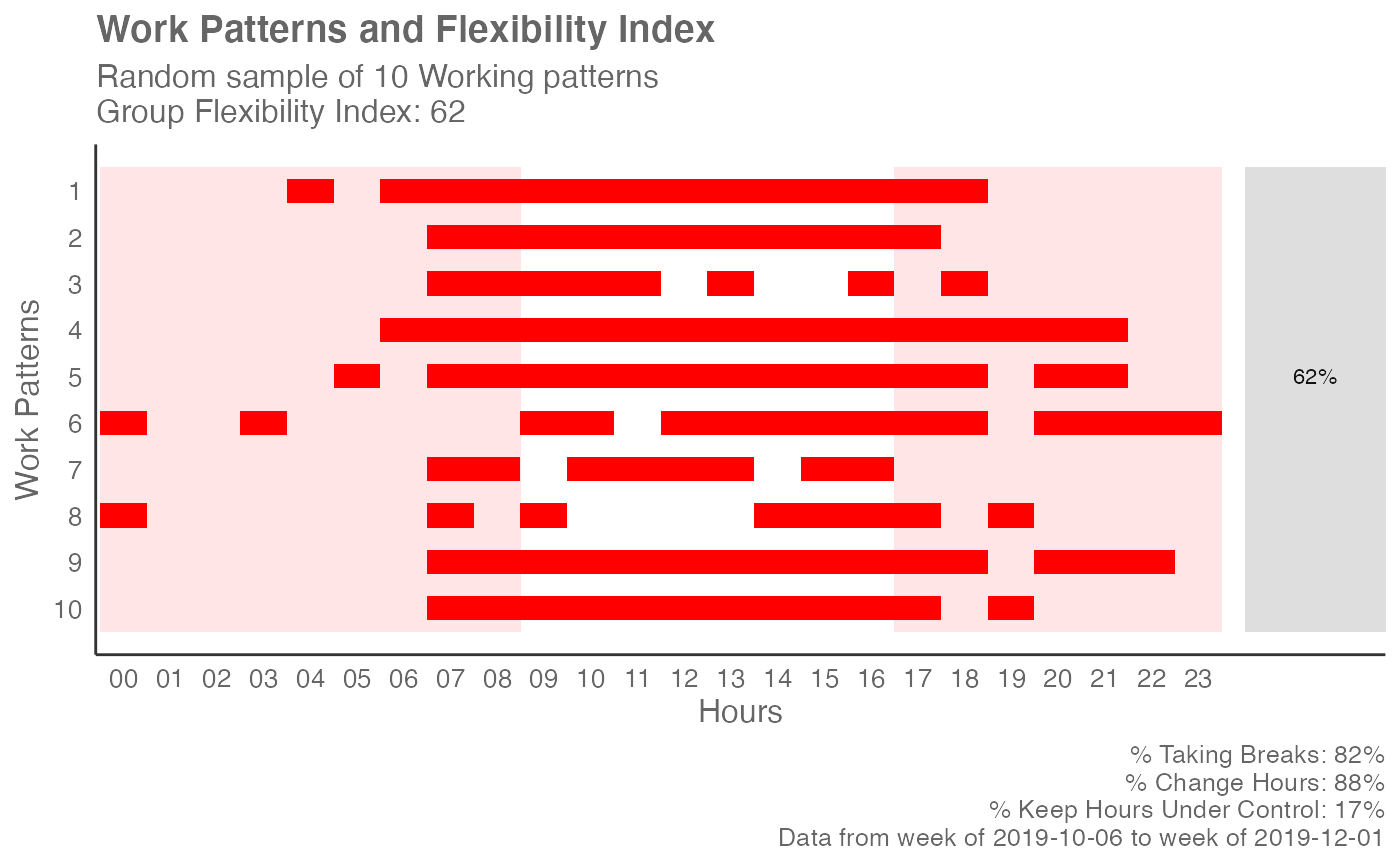 Work Patterns and Flexibility Index
Random sample of 10 Working patterns
Group Flexibility Index: 62
Work Patterns
1
2
3
4
5
6
7
8
9
10
62%
00 01 02 03 04 05 06 07 08 09 10 11 12 13 14 15 16 17 18 19 20 21 22 23
Hours
% Taking Breaks: 82%
% Change Hours: 88%
% Keep Hours Under Control: 17%
Data from week of 2019-10-06 to week of 2019-12-01